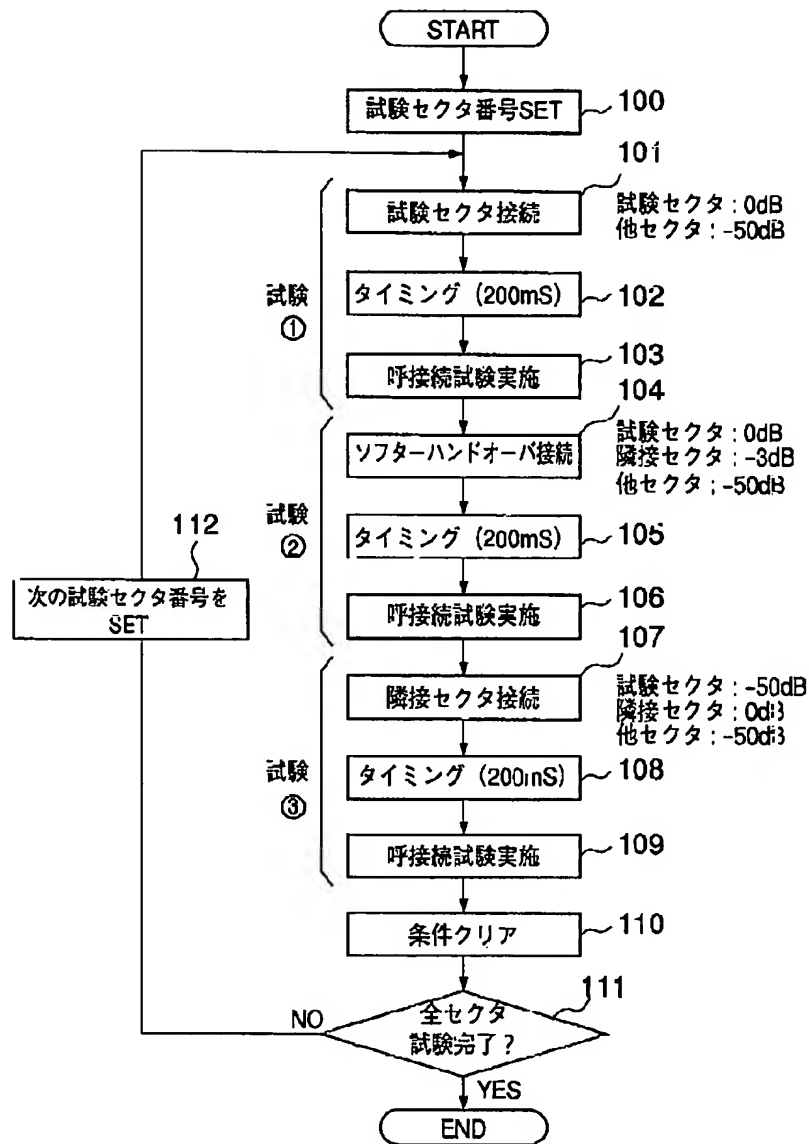 START
試験セクタ番号SET
100
101
試験セクタ接続
試験セクタ:0dB
他セクタ:-50dB
タイミング(200mS)
102
試験
①
103
呼接続試験実施
104
ソフターハンドオーバ接続
試験セクタ:0dB
隣接セクタ:-3dB
他セクタ:-50dB
試験
②
タイミング(200mS)
105
112
次の試験セクタ番号を
SET
呼接続試験実施
106
107
隣接セクタ接続
試験セクタ:-50dB
隣接セクタ:0dB
他セクタ:-50dB
試験
③
タイミング(200mS)
108
呼接続試験実施
109
条件クリア
110
111
全セクタ
試験完了?
NO
YES
END